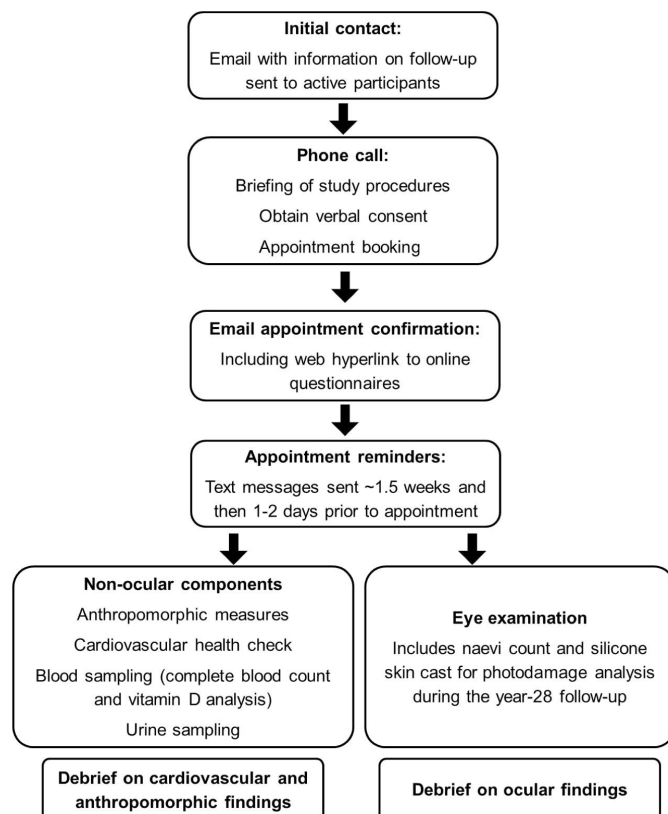 Initial contact:
Email with information on follow-up
sent to active participants
Phone call:
Briefing of study procedures
Obtain verbal consent
Appointment booking
Email appointment confirmation:
Including web hyperlink to online
questionnaires
Appointment reminders:
Text messages sent ~1.5 weeks and
then 1-2 days prior to appointment
Non-ocular components
Anthropomorphic measures
Cardiovascular health check
Blood sampling (complete blood count
and vitamin D analysis)
Urine sampling
Eye examination
Includes naevi count and silicone
skin cast for photodamage analysis
during the year-28 follow-up
Debrief on cardiovascular and
anthropomorphic findings
Debrief on ocular findings